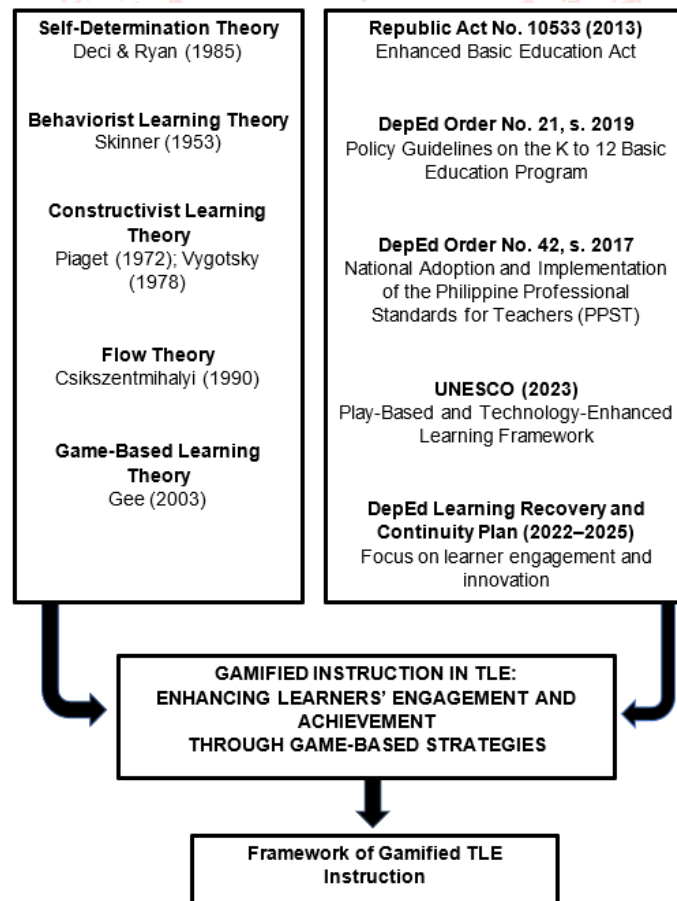 Self-Determination Theory
Deci & Ryan (1985)
Behaviorist Learning Theory
Skinner (1953)
Constructivist Learning
Theory
Piaget (1972); Vygotsky
(1978)
Flow Theory
Csikszentmihalyi (1990)
Game-Based Learning
Theory
Gee (2003)
Republic Act No. 10533 (2013)
Enhanced Basic Education Act
DepEd Order No. 21, s. 2019
Policy Guidelines on the K to 12 Basic
Education Program
DepEd Order No. 42, s. 2017
National Adoption and Implementation
of the Philippine Professional
Standards for Teachers (PPST)
UNESCO (2023)
Play-Based and Technology-Enhanced
Learning Framework
DepEd Learning Recovery and
Continuity Plan (2022–2025)
Focus on learner engagement and
innovation
GAMIFIED INSTRUCTION IN TLE:
ENHANCING LEARNERS’ ENGAGEMENT AND
ACHIEVEMENT
THROUGH GAME-BASED STRATEGIES
Framework of Gamified TLE
Instruction